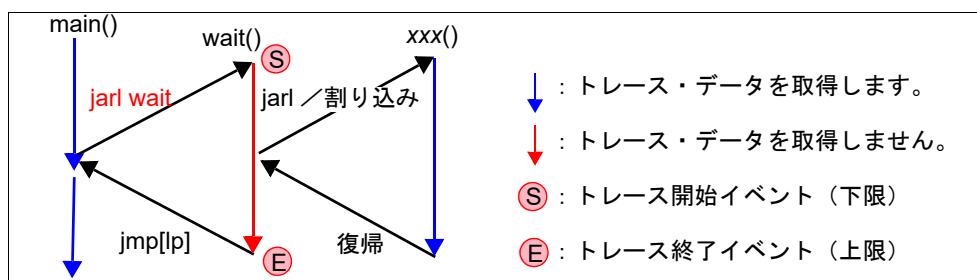 main()
wait()
xxx()
S
jarl wait
jarl ／割り込み
jmp[lp]
E
復帰
：トレース・データを取得します。
：トレース・データを取得しません。
S ：トレース開始イベント（下限）
E ：トレース終了イベント（上限）